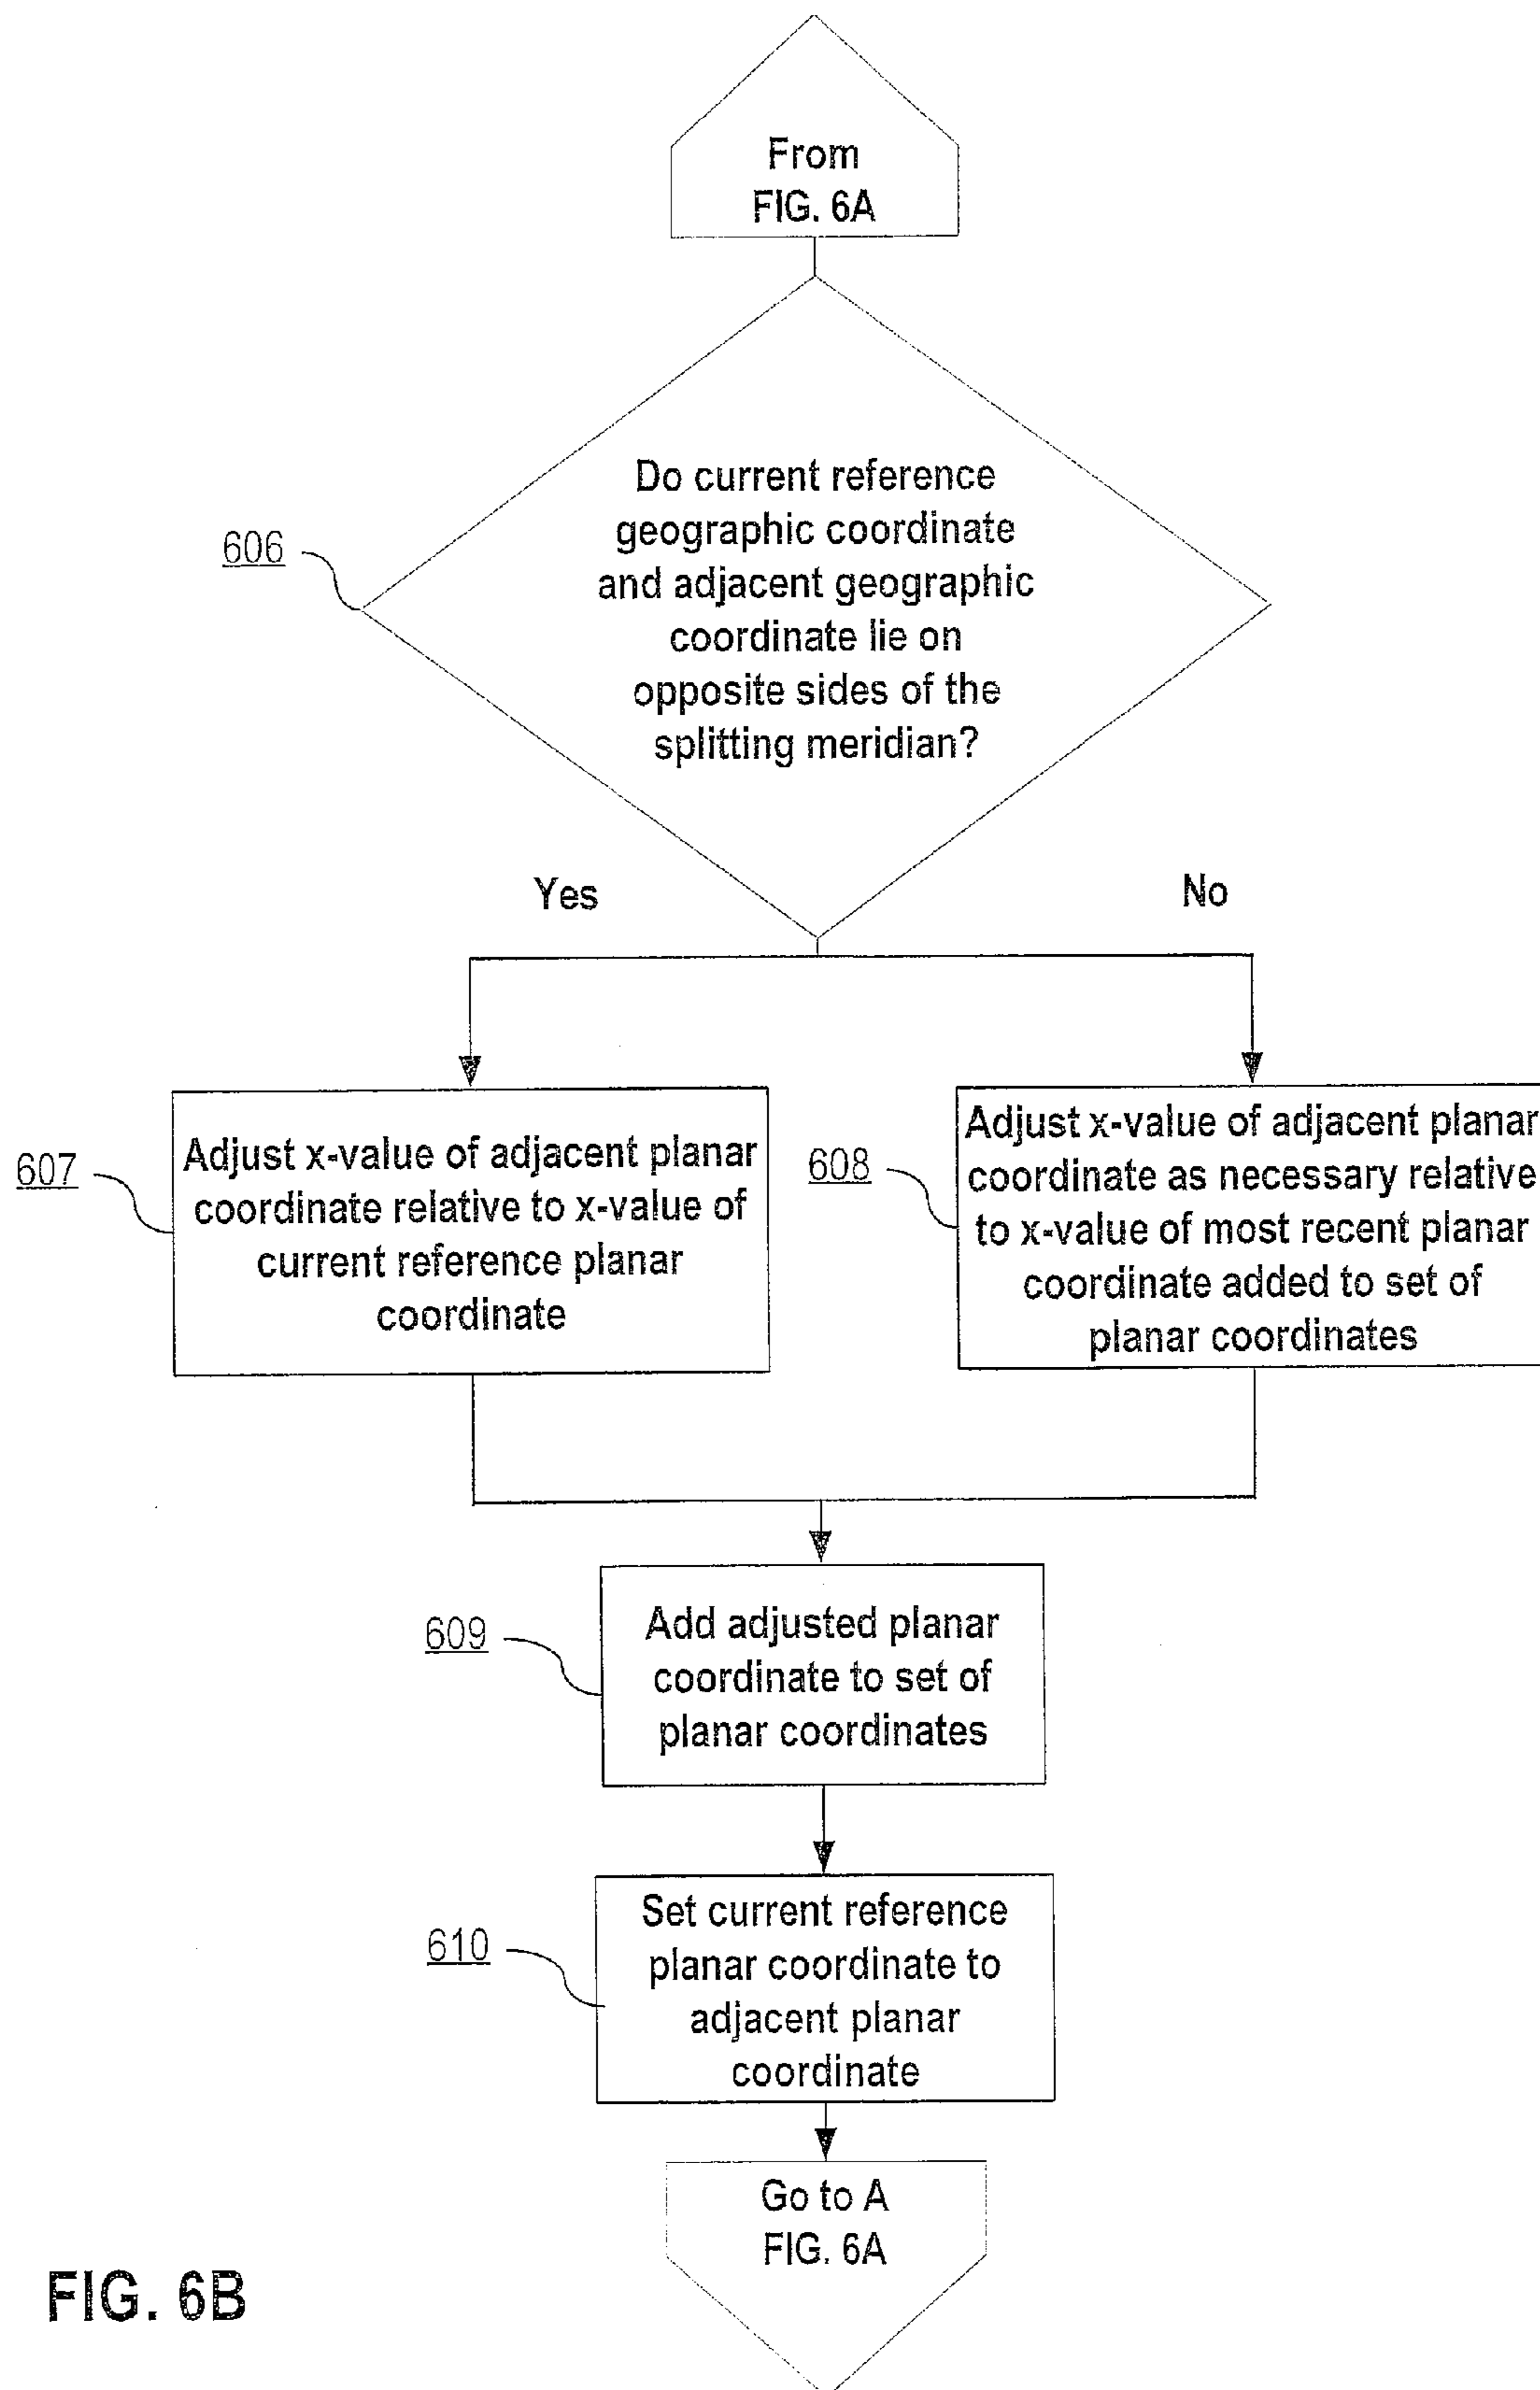 From
FIG. 6A
606
Do current reference
geographic coordinate
and adjacent geographic
coordinate lie on
opposite sides of the
splitting meridian?
Yes
No
607
Adjust x-value of adjacent planar
coordinate relative to x-value of
current reference planar
coordinate
608
Adjust x-value of adjacent planar
coordinate as necessary relative
to x-value of most recent planar
coordinate added to set of
planar coordinates
609
Add adjusted planar
coordinate to set of
planar coordinates
610
Set current reference
planar coordinate to
adjacent planar
coordinate
Go to A
FIG. 6A
FIG. 6B